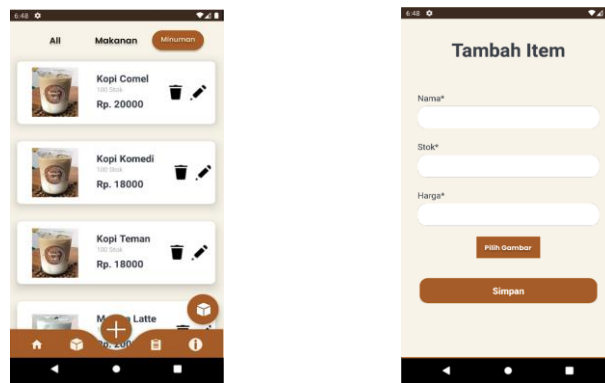 6:48
All Makanan Minuman
Kopi Comel
100 Stok
Rp. 20000
Kopi Komedi
100 Stok
Rp. 18000
Kopi Teman
100 Stok
Rp. 18000
Latte
6:48
Tambah Item
Nama*
Stok*
Harga*
Pilih Gambar
Simpan